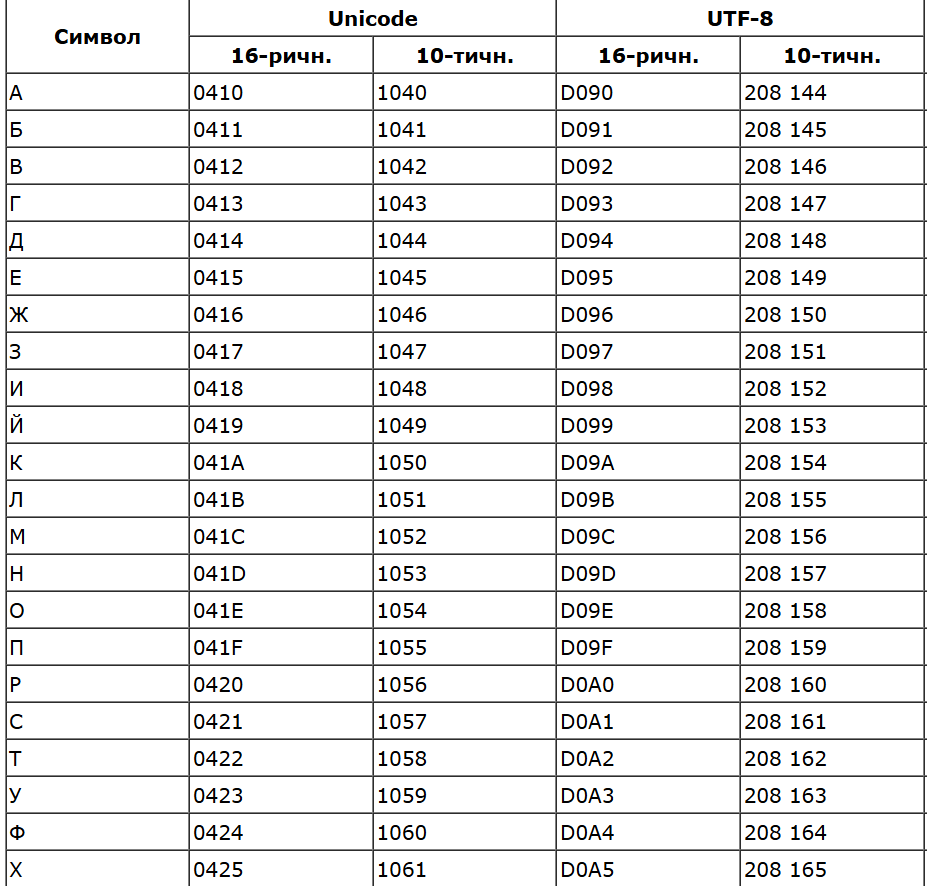 Символ Unicode UTF-8
16-ричн. 10-тичн. 16-ричн. 10-тичн.
А 0410 1040 D090 208 144
Б 0411 1041 D091 208 145
В 0412 1042 D092 208 146
Г 0413 1043 D093 208 147
Д 0414 1044 D094 208 148
Е 0415 1045 D095 208 149
Ж 0416 1046 D096 208 150
З 0417 1047 D097 208 151
И 0418 1048 D098 208 152
Й 0419 1049 D099 208 153
К 041A 1050 D09A 208 154
Л 041B 1051 D09B 208 155
М 041C 1052 D09C 208 156
Н 041D 1053 D09D 208 157
О 041E 1054 D09E 208 158
П 041F 1055 D09F 208 159
Р 0420 1056 D0A0 208 160
С 0421 1057 D0A1 208 161
Т 0422 1058 D0A2 208 162
У 0423 1059 D0A3 208 163
Ф 0424 1060 D0A4 208 164
Х 0425 1061 D0A5 208 165